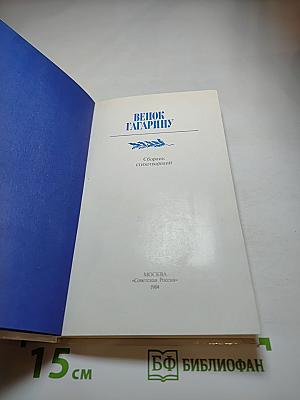 ВЕНОК
ГАГАРИНУ
Сборник
стихотворений
МОСКВА
«Советская Россия»
1984
15 см
БФ БИБЛИОФАН